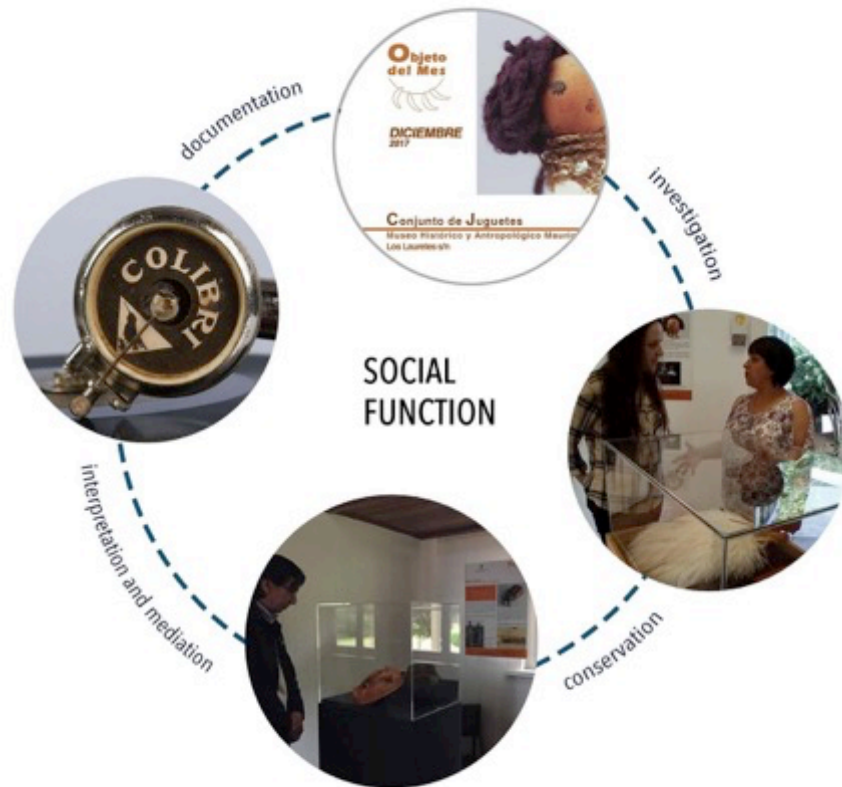 documentation
Objeto
del Mes
DICIEMBRE
2017
Conjunto de Juguetes
Museo Histórico y Antropológico
Los Laureles s/n
investigation
COLIBRI
SOCIAL
FUNCTION
interpretation and mediation
conservation